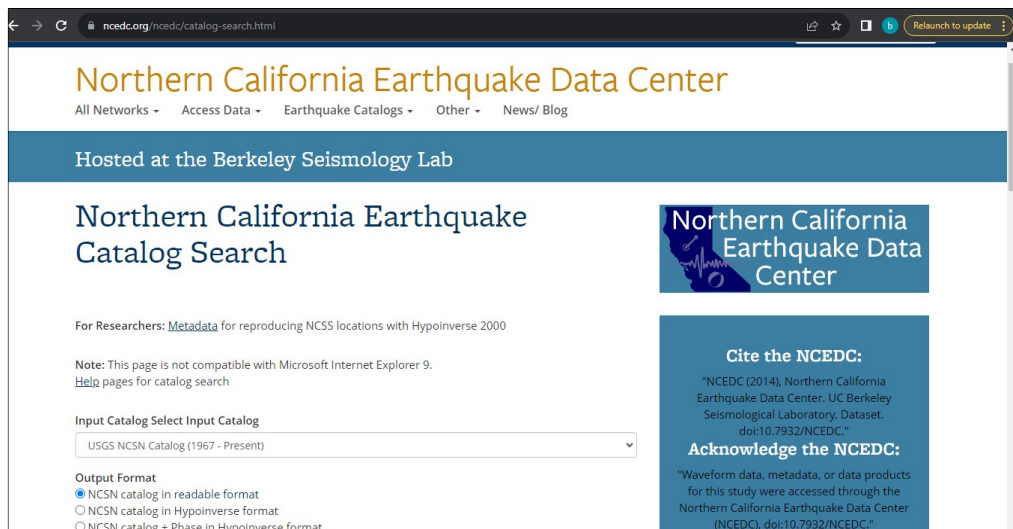 ncedc.org/ncedc/catalog-search.html
b
Relaunch to update
Northern California Earthquake Data Center
All Networks
Access Data
Earthquake Catalogs
Other
News/ Blog
Hosted at the Berkeley Seismology Lab
Northern California Earthquake
Catalog Search
For Researchers: Metadata for reproducing NCSS locations with Hypoinverse 2000
Note: This page is not compatible with Microsoft Internet Explorer 9.
Help pages for catalog search
Input Catalog Select Input Catalog
USGS NCSN Catalog (1967 - Present)
Output Format
NCSN catalog in readable format
NCSN catalog in Hypoinverse format
NCSN catalog + Phase in Hypoinverse format
Northern California
Earthquake Data
Center
Cite the NCEDC:
"NCEDC (2014), Northern California
Earthquake Data Center. UC Berkeley
Seismological Laboratory. Dataset.
doi:10.7932/NCEDC."
Acknowledge the NCEDC:
"Waveform data, metadata, or data products
for this study were accessed through the
Northern California Earthquake Data Center
(NCEDC), doi:10.7932/NCEDC."